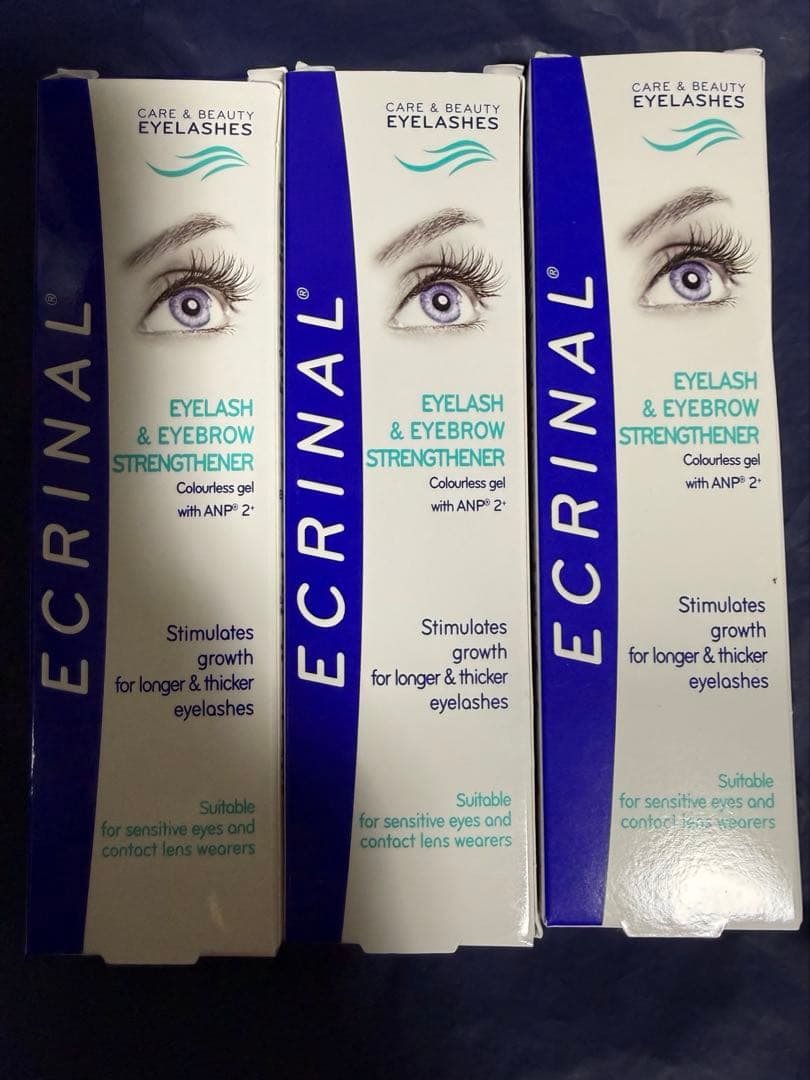 CARE & BEAUTY
EYELASHES
ECRINAL®
EYELASH
& EYEBROW
STRENGTHENER
Colourless gel
with ANP® 2+
Stimulates
growth
for longer & thicker
eyelashes
Suitable
for sensitive eyes and
contact lens wearers
CARE & BEAUTY
EYELASHES
ECRINAL®
EYELASH
& EYEBROW
STRENGTHENER
Colourless gel
with ANP® 2+
Stimulates
growth
for longer & thicker
eyelashes
Suitable
for sensitive eyes and
contact lens wearers
CARE & BEAUTY
EYELASHES
ECRINAL®
EYELASH
& EYEBROW
STRENGTHENER
Colourless gel
with ANP® 2+
Stimulates
growth
for longer & thicker
eyelashes
Suitable
for sensitive eyes and
contact lens wearers